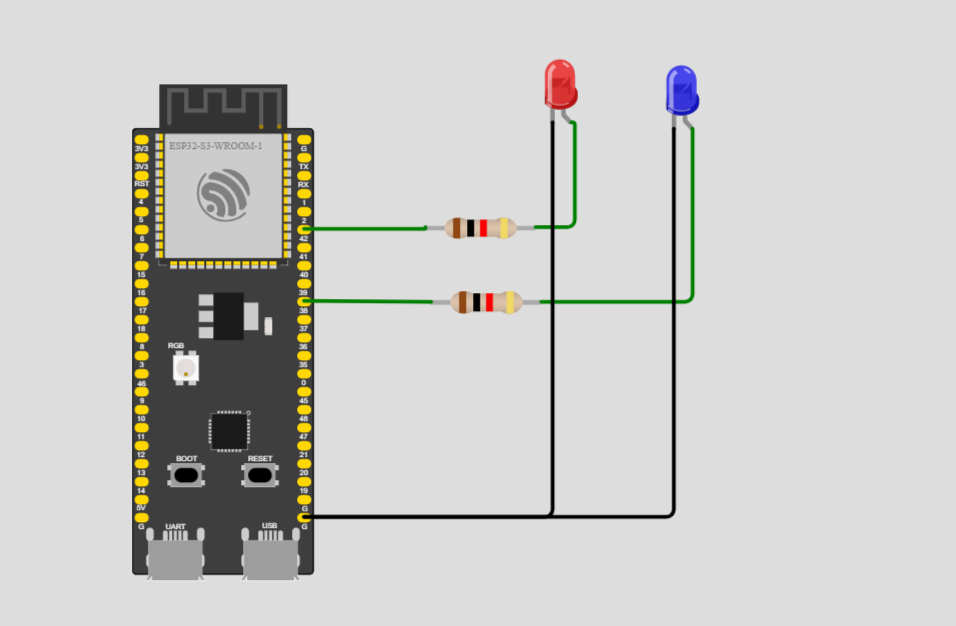 ESP32-S3-WROOM-1
3V3
3V3
RST
4
5
6
7
15
16
17
18
8
3
46
9
10
11
12
13
14
5V
G
G
TX
RX
1
2
42
41
40
39
38
37
36
35
0
45
48
47
21
20
19
G
G
RGB
BOOT
RESET
UART
USB